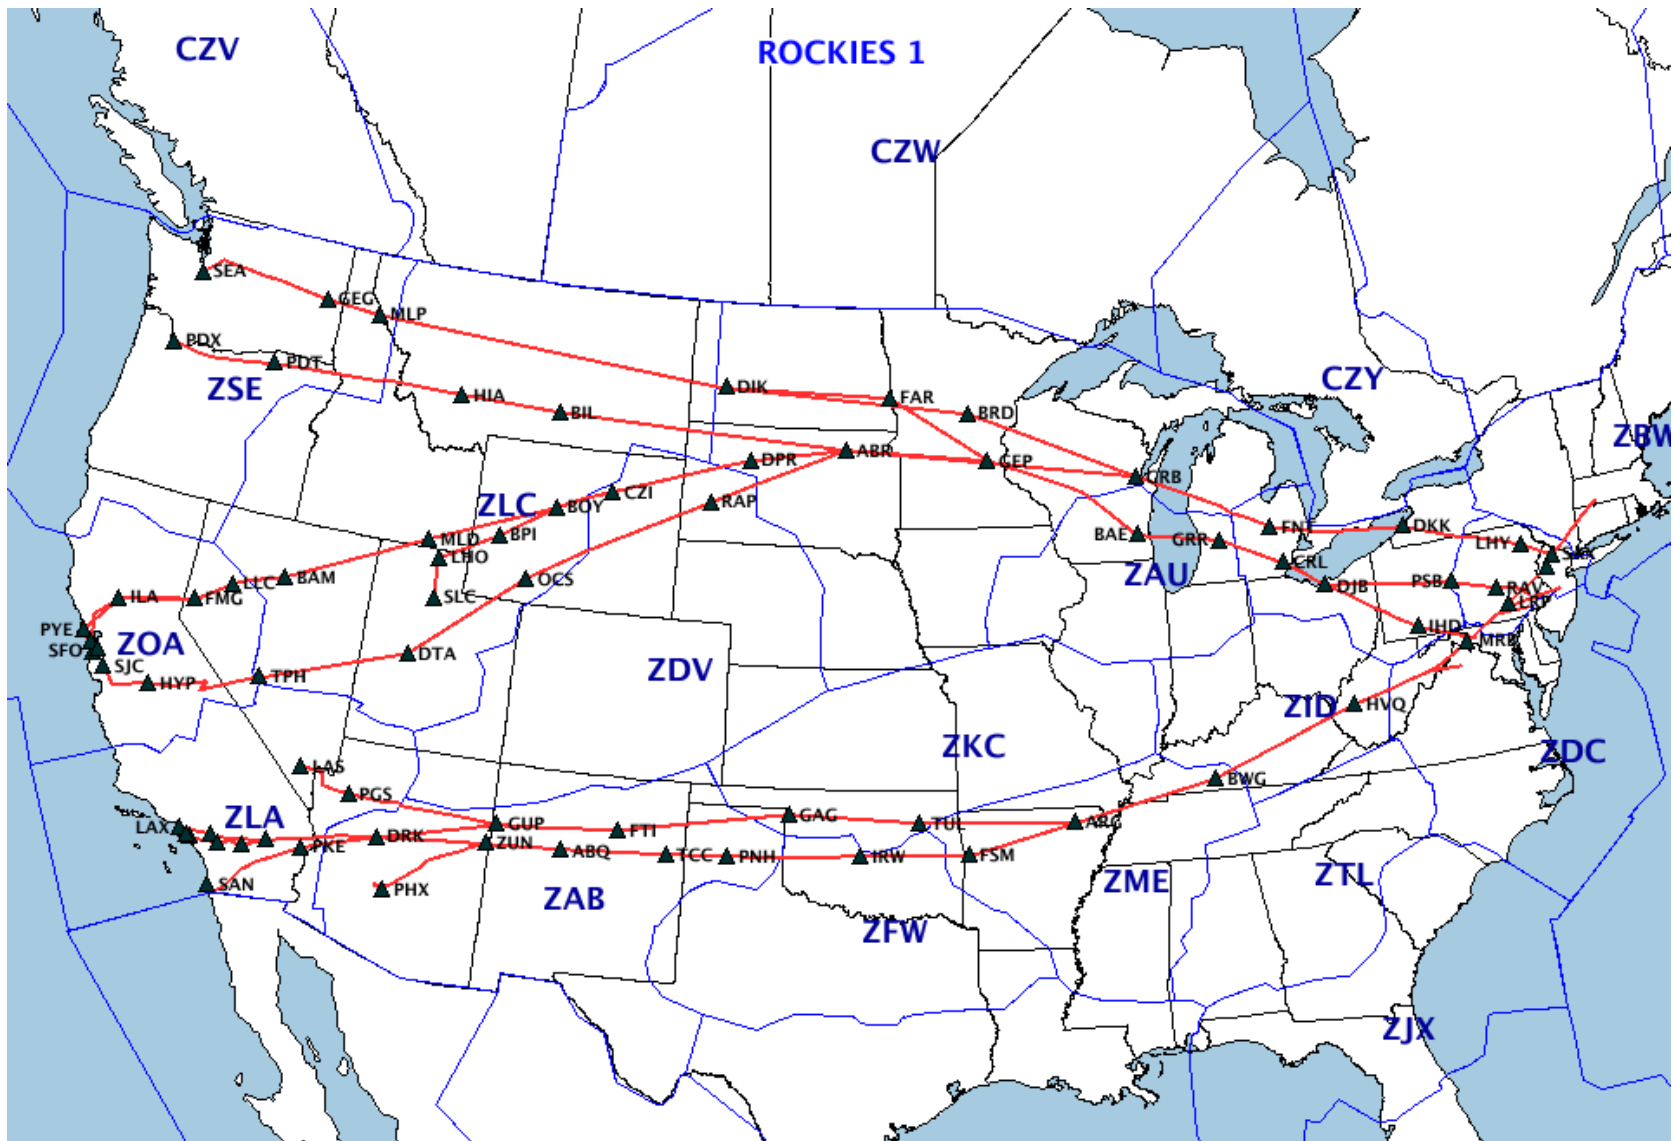 CZV
ROCKIES 1
CZW
SEA
GEG
MLP
PDX
PDT
ZSE
HIA
BIL
DIK
FAR
BRD
CZY
ZBW
ABR
GEP
GRB
DPR
RAP
CZI
BOY
ZLC
MLD
BPI
LHO
OCS
SLC
BAM
LLC
FMG
ILA
PYE
SFO
ZOA
SJC
HYP
TPH
DTA
ZDV
BAE
GRR
ZAU
FNT
CRL
DJB
DKK
LHY
PSB
RAV
LRP
IHD
MRB
ZID
HVQ
ZKC
ZDC
BWG
LAS
PGS
LAX
ZLA
DRK
PKE
SAN
PHX
GUP
ZUN
FTI
ABQ
TCC
GAG
PNH
TUL
IRW
ARG
FSM
ZAB
ZFW
ZME
ZTL
ZJX